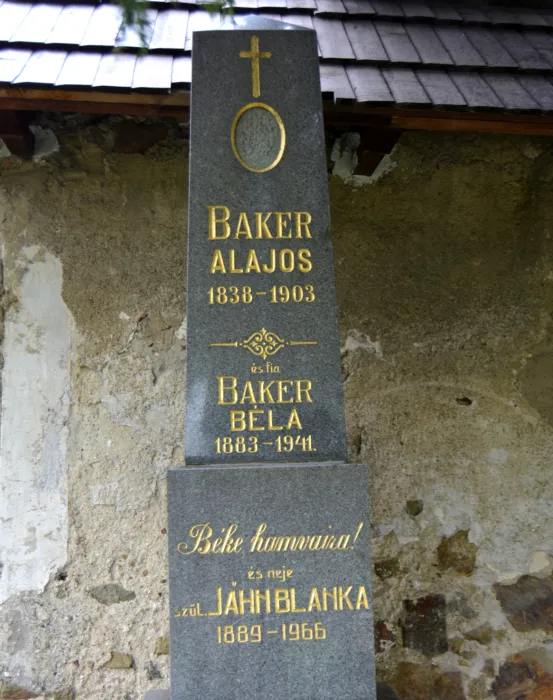 BAKER
ALAJOS
1838-1903
és fia
BAKER
BÉLA
1883-1941.
Béke hamvaira!
és neje
szül. JÁHN BLANKA
1889-1966